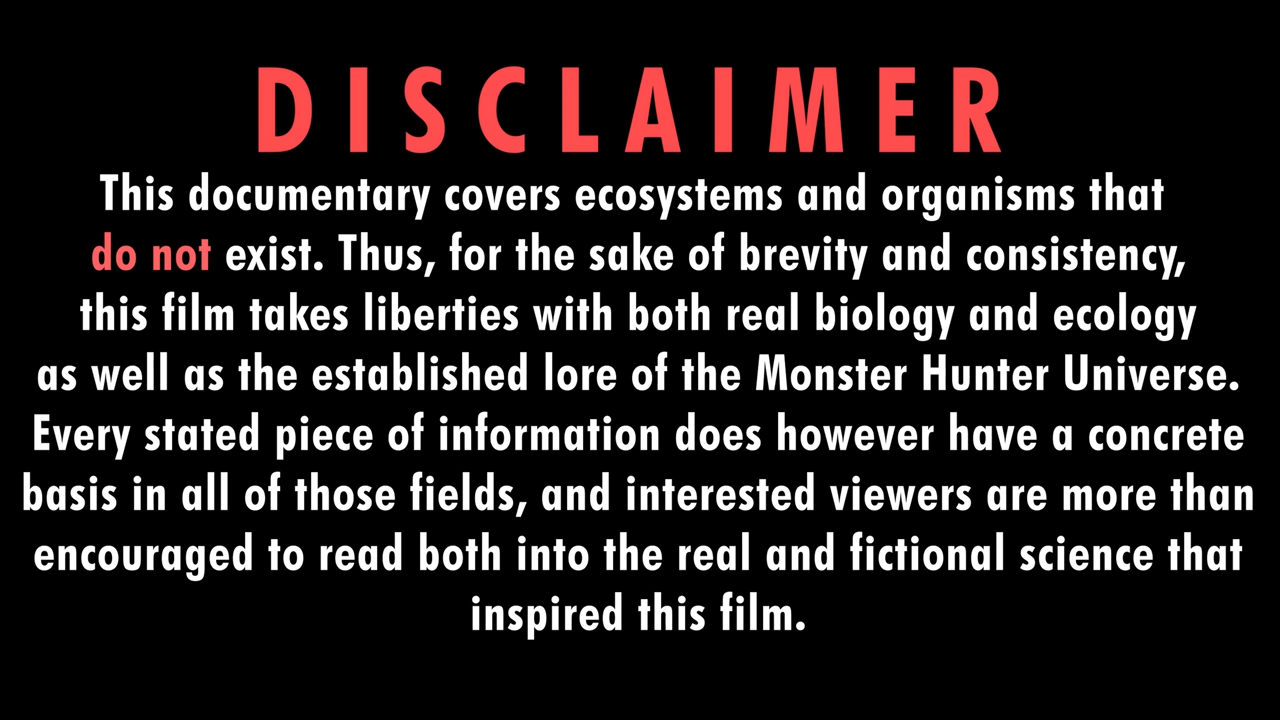 DISCLAIMER
This documentary covers ecosystems and organisms that
do not exist. Thus, for the sake of brevity and consistency,
this film takes liberties with both real biology and ecology
as well as the established lore of the Monster Hunter Universe.
Every stated piece of information does however have a concrete
basis in all of those fields, and interested viewers are more than
encouraged to read both into the real and fictional science that
inspired this film.